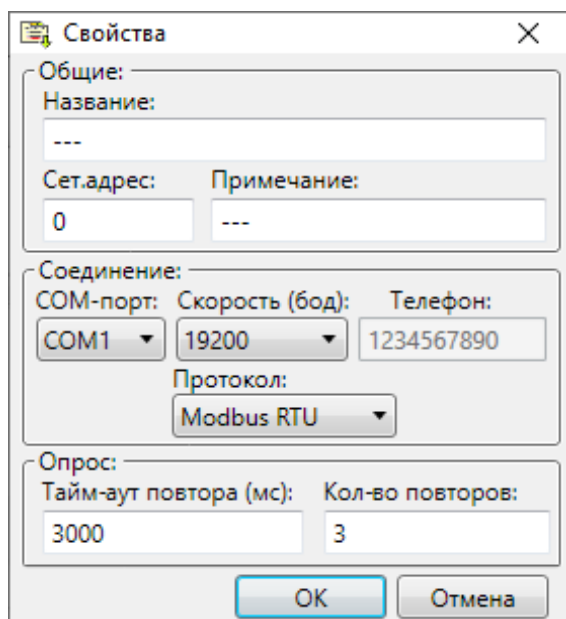 Свойства
Общие:
Название:
---
Сет.адрес: Примечание:
0 ---
Соединение:
COM-порт: Скорость (бод): Телефон:
COM1 19200 1234567890
Протокол:
Modbus RTU
Опрос:
Тайм-аут повтора (мс): Кол-во повторов:
3000 3
OK Отмена